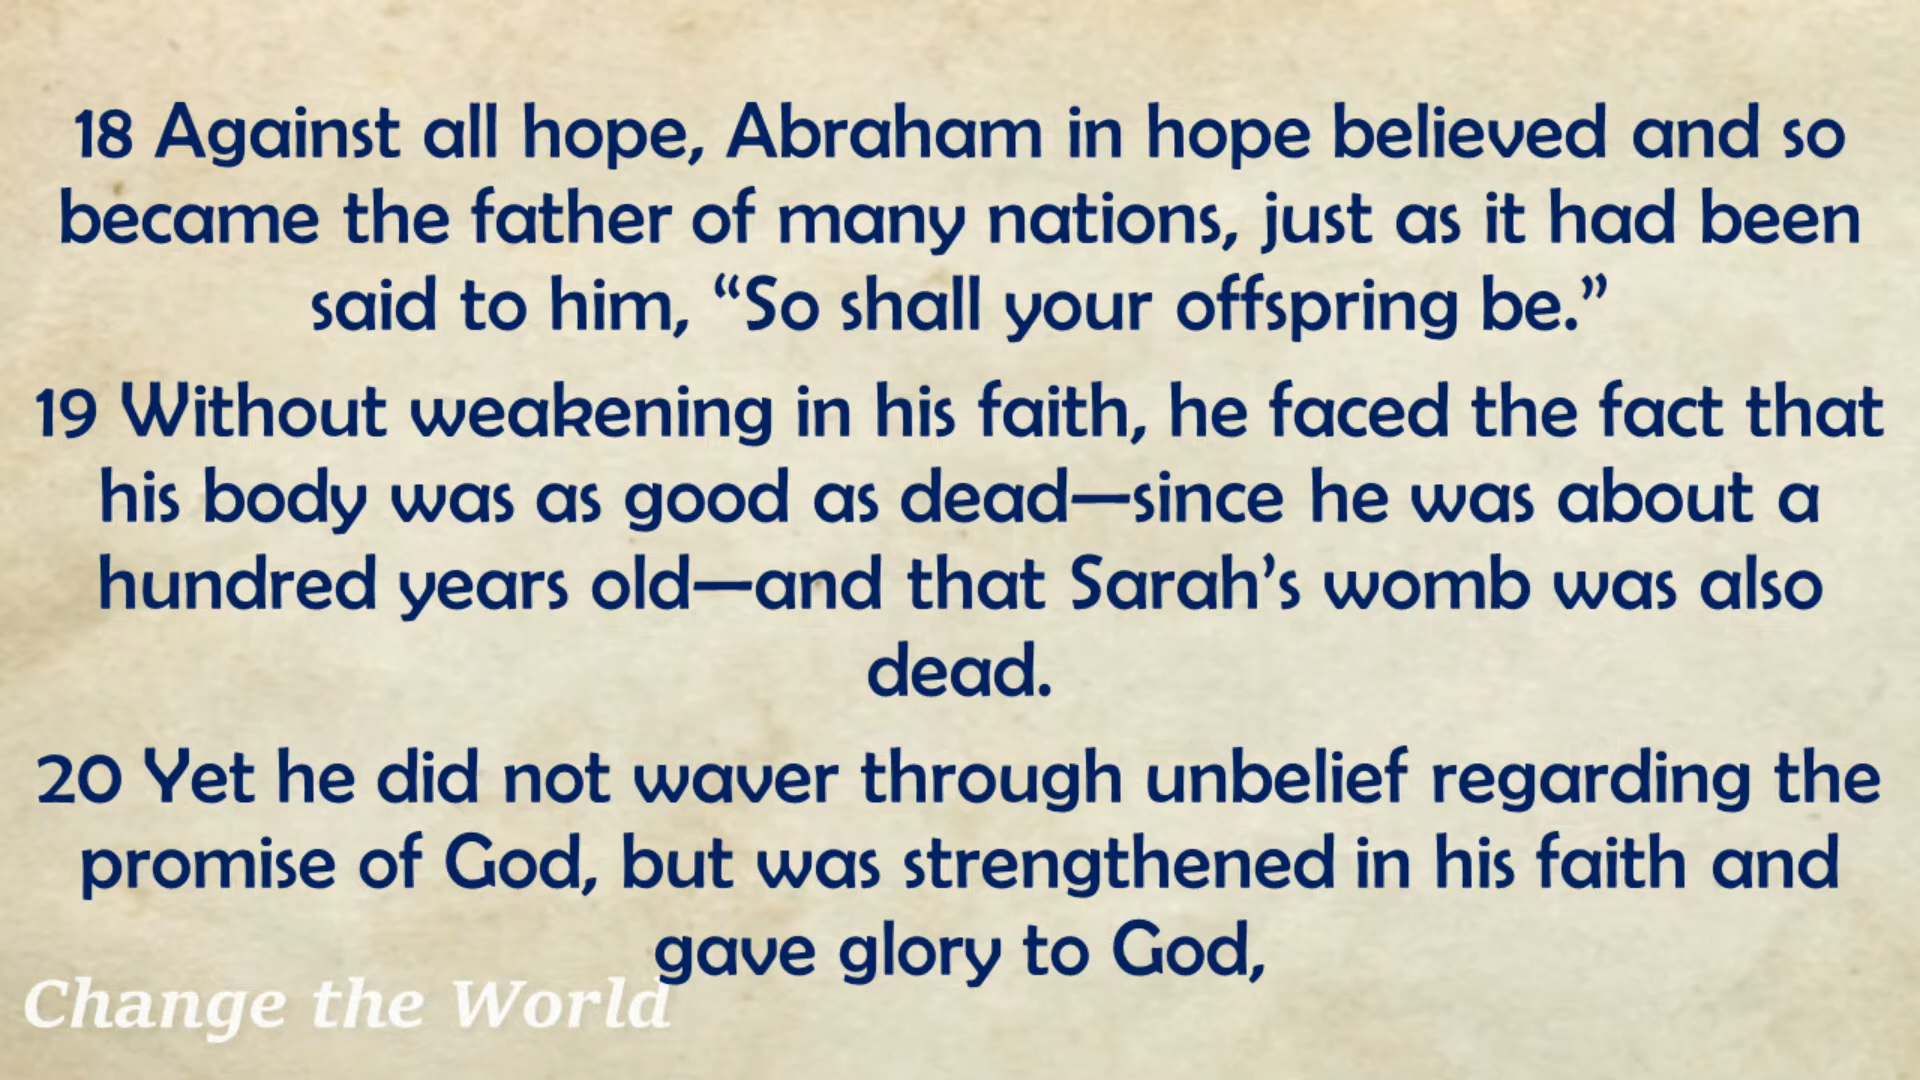 18 Against all hope, Abraham in hope believed and so
became the father of many nations, just as it had been
said to him, “So shall your offspring be.”
19 Without weakening in his faith, he faced the fact that
his body was as good as dead—since he was about a
hundred years old—and that Sarah’s womb was also
dead.
20 Yet he did not waver through unbelief regarding the
promise of God, but was strengthened in his faith and
gave glory to God,
Change the World